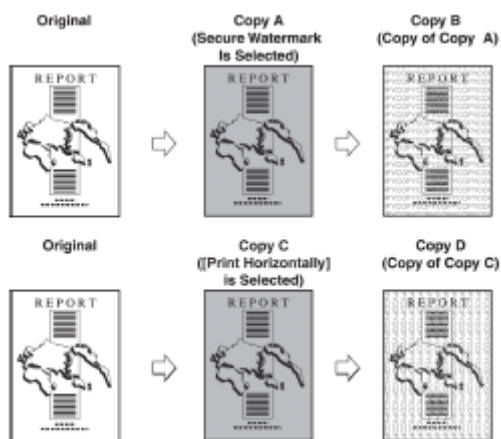 Original
Copy A
(Secure Watermark
Is Selected)
Copy B
(Copy of Copy A)
REPORT
REPORT
REPORT
Original
Copy C
([Print Horizontally]
is Selected)
Copy D
(Copy of Copy C)
REPORT
REPORT
REPORT